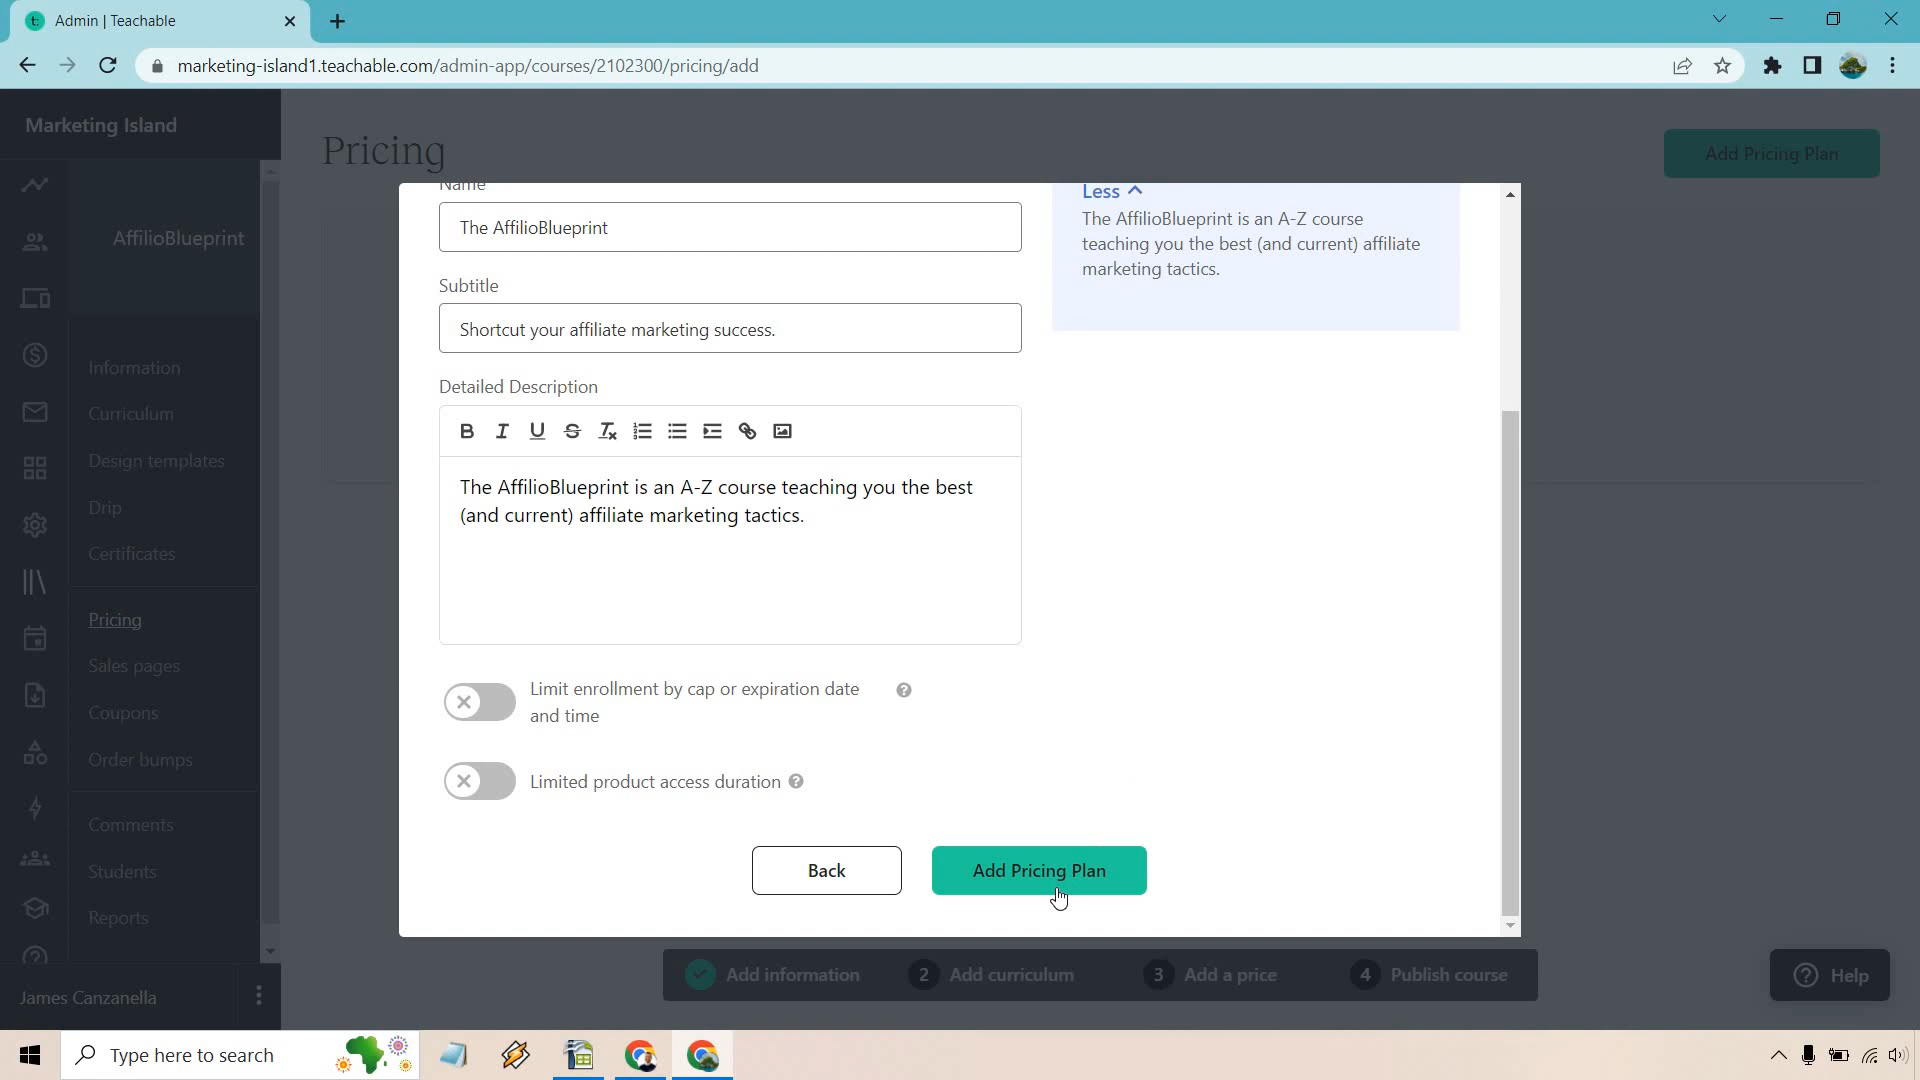 Admin | Teachable
marketing-island1.teachable.com/admin-app/courses/2102300/pricing/add
Marketing Island
Pricing
Add Pricing Plan
AffilioBlueprint
Information
Curriculum
Design templates
Drip
Certificates
Pricing
Sales pages
Coupons
Order bumps
Comments
Students
Reports
James Canzanella
Name
The AffilioBlueprint
Subtitle
Shortcut your affiliate marketing success.
Detailed Description
The AffilioBlueprint is an A-Z course teaching you the best
(and current) affiliate marketing tactics.
Limit enrollment by cap or expiration date
and time
Limited product access duration
Back
Add Pricing Plan
Less
The AffilioBlueprint is an A-Z course
teaching you the best (and current) affiliate
marketing tactics.
Add information
2 Add curriculum
3 Add a price
4 Publish course
Help
Type here to search